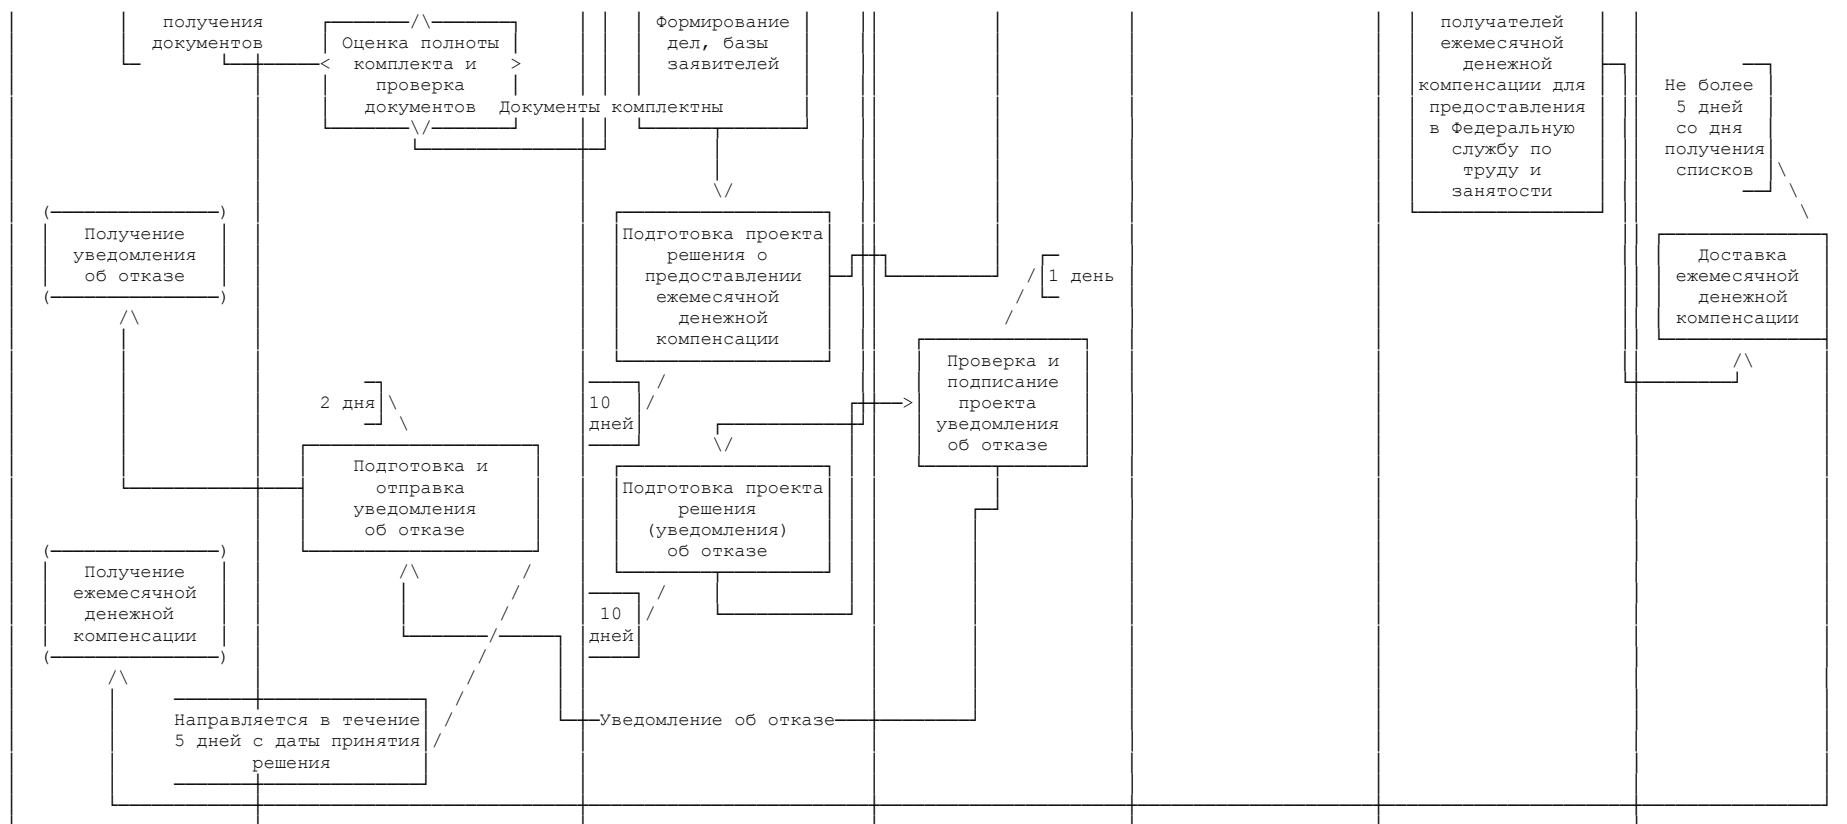 получения
документов
Оценка полноты
комплекта и
проверка
документов
Документы комплектны
Формирование
дел, базы
заявителей
получателей
ежемесячной
денежной
компенсации для
предоставления
в Федеральную
службу по
труду и
занятости
Не более
5 дней
со дня
получения
списков
Получение
уведомления
об отказе
Подготовка проекта
решения о
предоставлении
ежемесячной
денежной
компенсации
1 день
Доставка
ежемесячной
денежной
компенсации
Проверка и
подписание
проекта
уведомления
об отказе
2 дня
10
дней
Подготовка и
отправка
уведомления
об отказе
Подготовка проекта
решения
(уведомления)
об отказе
Получение
ежемесячной
денежной
компенсации
10
дней
Направляется в течение
5 дней с даты принятия
решения
Уведомление об отказе